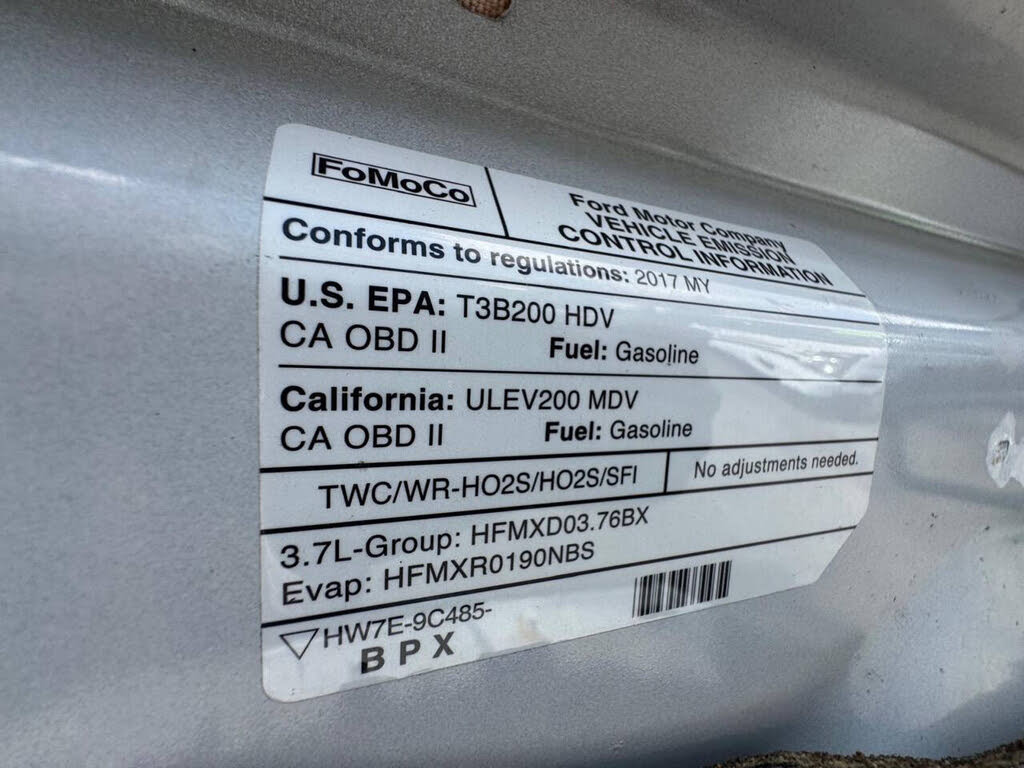 FoMoCo
Ford Motor Company
VEHICLE EMISSION
CONTROL INFORMATION
Conforms to regulations: 2017 MY
U.S. EPA: T3B200 HDV
CA OBD II Fuel: Gasoline
California: ULEV200 MDV
CA OBD II Fuel: Gasoline
TWC/WR-HO2S/HO2S/SFI
No adjustments needed.
3.7L-Group: HFMXD03.76BX
Evap: HFMXR0190NBS
HW7E-9C485-
BPX